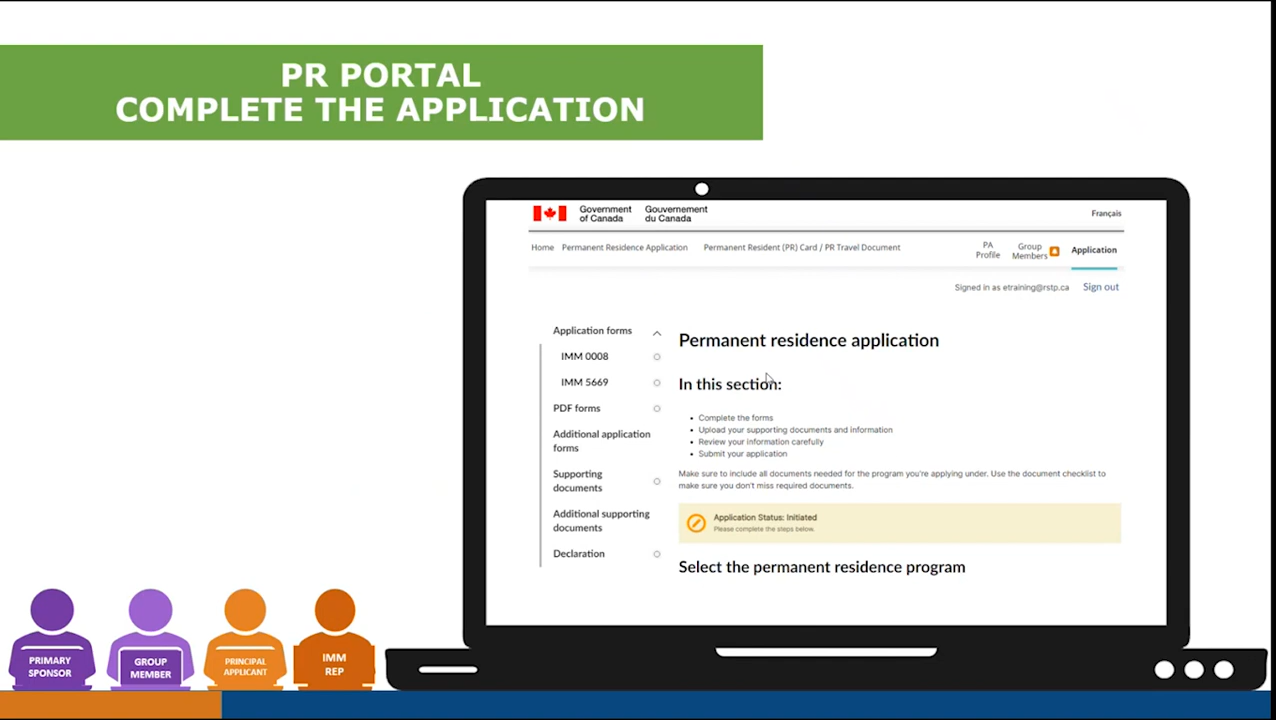 PR PORTAL
COMPLETE THE APPLICATION
Government of Canada
Gouvernement du Canada
Français
Home
Permanent Residence Application
Permanent Resident (PR) Card / PR Travel Document
PA Profile
Group Members
Application
Signed in as etraining@rstp.ca
Sign out
Application forms
IMM 0008
IMM 5669
PDF forms
Additional application
forms
Supporting
documents
Additional supporting
documents
Declaration
Permanent residence application
In this section:
Complete the forms
Upload your supporting documents and information
Review your information carefully
Submit your application
Make sure to include all documents needed for the program you're applying under. Use the document checklist to
make sure you don't miss required documents.
Application Status: Initiated
Please complete the steps below.
Select the permanent residence program
PRIMARY
SPONSOR
GROUP
MEMBER
PRINCIPAL
APPLICANT
IMM
REP